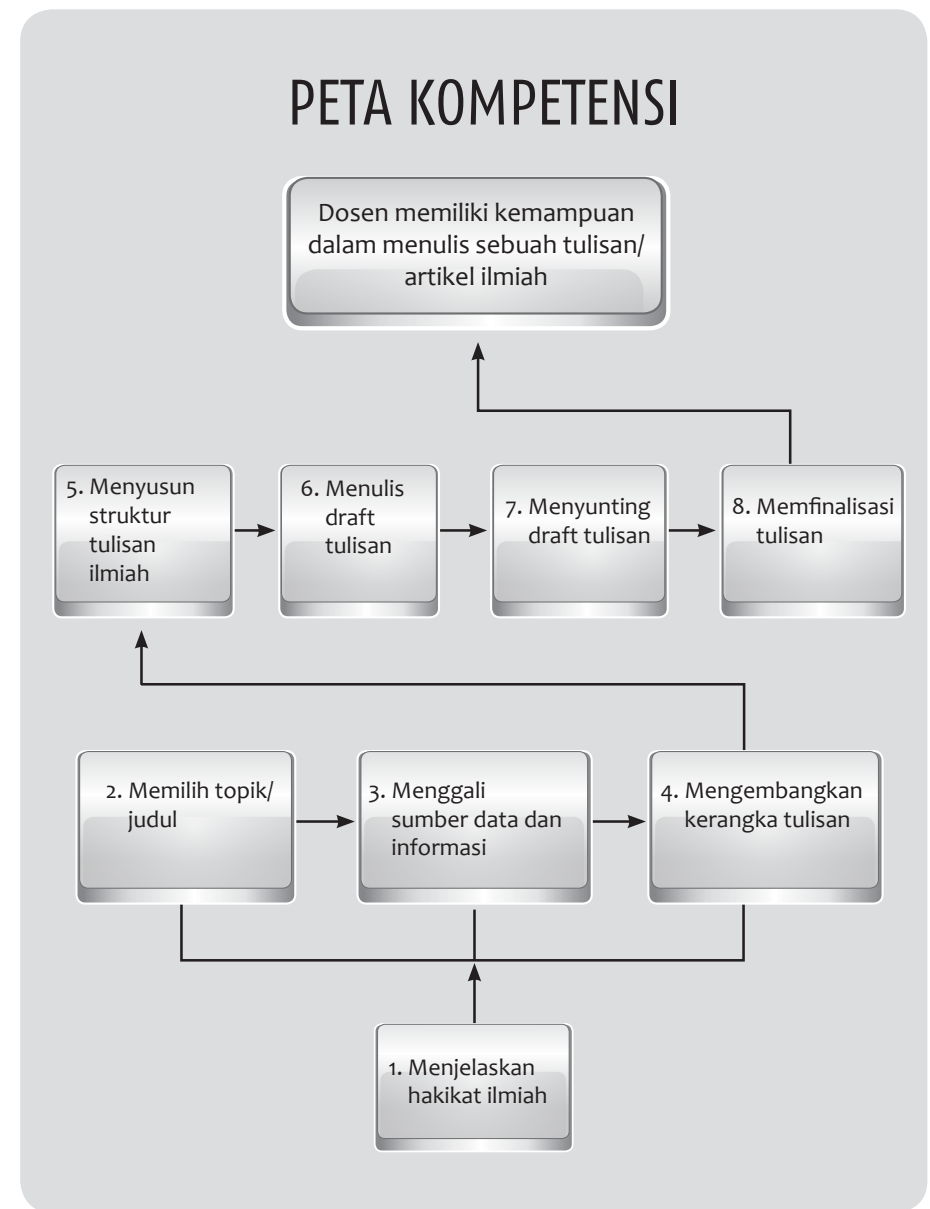 PETA KOMPETENSI
Dosen memiliki kemampuan
dalam menulis sebuah tulisan/
artikel ilmiah
5. Menyusun
struktur
tulisan
ilmiah
6. Menulis
draft
tulisan
7. Menyunting
draft tulisan
8. Memfinalisasi
tulisan
2. Memilih topik/
judul
3. Menggali
sumber data dan
informasi
4. Mengembangkan
kerangka tulisan
1. Menjelaskan
hakikat ilmiah